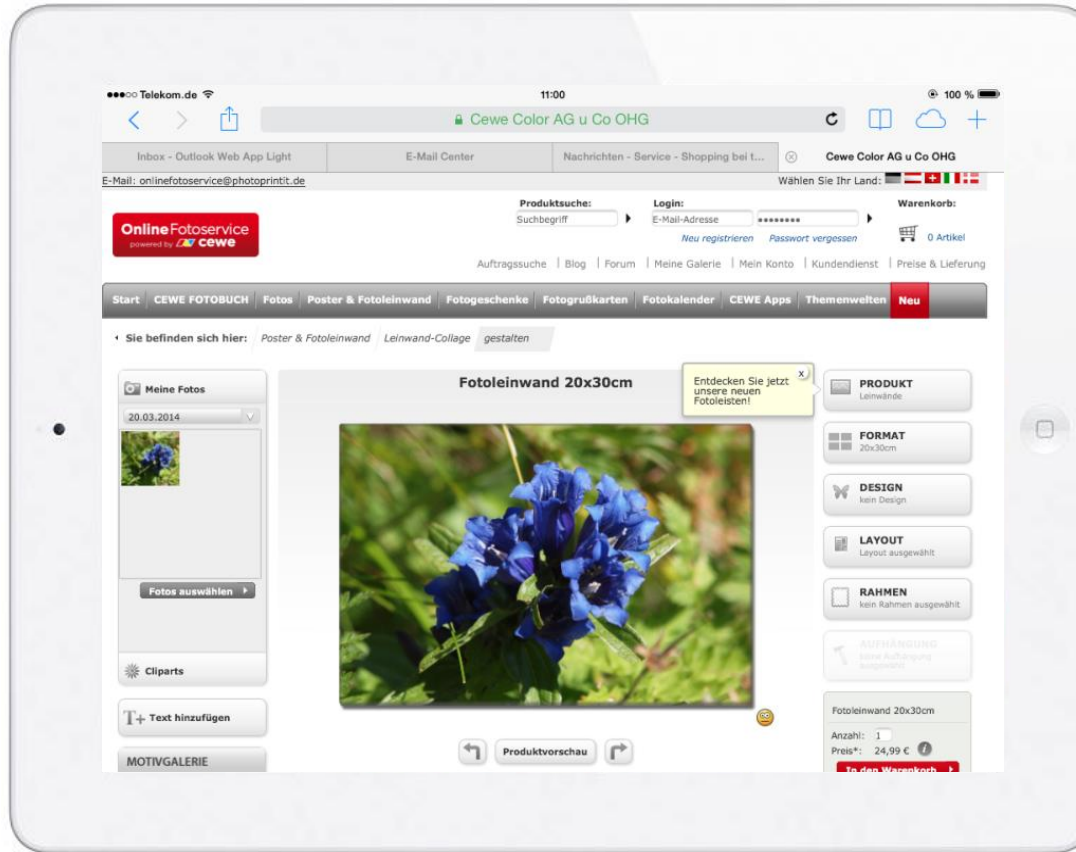 Telekom.de
11:00
100 %
Cewe Color AG u Co OHG
Inbox - Outlook Web App Light
E-Mail Center
Nachrichten - Service - Shopping bei t...
Cewe Color AG u Co OHG
E-Mail: onlinefotoservice@photoprintit.de
Wählen Sie Ihr Land:
Online Fotoservice
powered by cewe
Produktsuche:
Suchbegriff
Login:
E-Mail-Adresse
Neu registrieren
Passwort vergessen
Warenkorb:
0 Artikel
Auftragssuche | Blog | Forum | Meine Galerie | Mein Konto | Kundendienst | Preise & Lieferung
Start | CEWE FOTOBUCH | Fotos | Poster & Fotoleinwand | Fotogeschenke | Fotogrußkarten | Fotokalender | CEWE Apps | Themenwelten | Neu
Sie befinden sich hier: Poster & Fotoleinwand / Leinwand-Collage / gestalten
Meine Fotos
20.03.2014
Fotos auswählen
Cliparts
T+ Text hinzufügen
MOTIVGALERIE
Fotoleinwand 20x30cm
Entdecken Sie jetzt
unsere neuen
Fotoleisten!
x
Produktvorschau
PRODUKT
Leinwände
FORMAT
20x30cm
DESIGN
kein Design
LAYOUT
Layout ausgewählt
RAHMEN
kein Rahmen ausgewählt
AUFHÄNGUNG
keine Aufhängung
ausgewählt
Fotoleinwand 20x30cm
Anzahl: 1
Preis*: 24,99 € i
In den Warenkorb